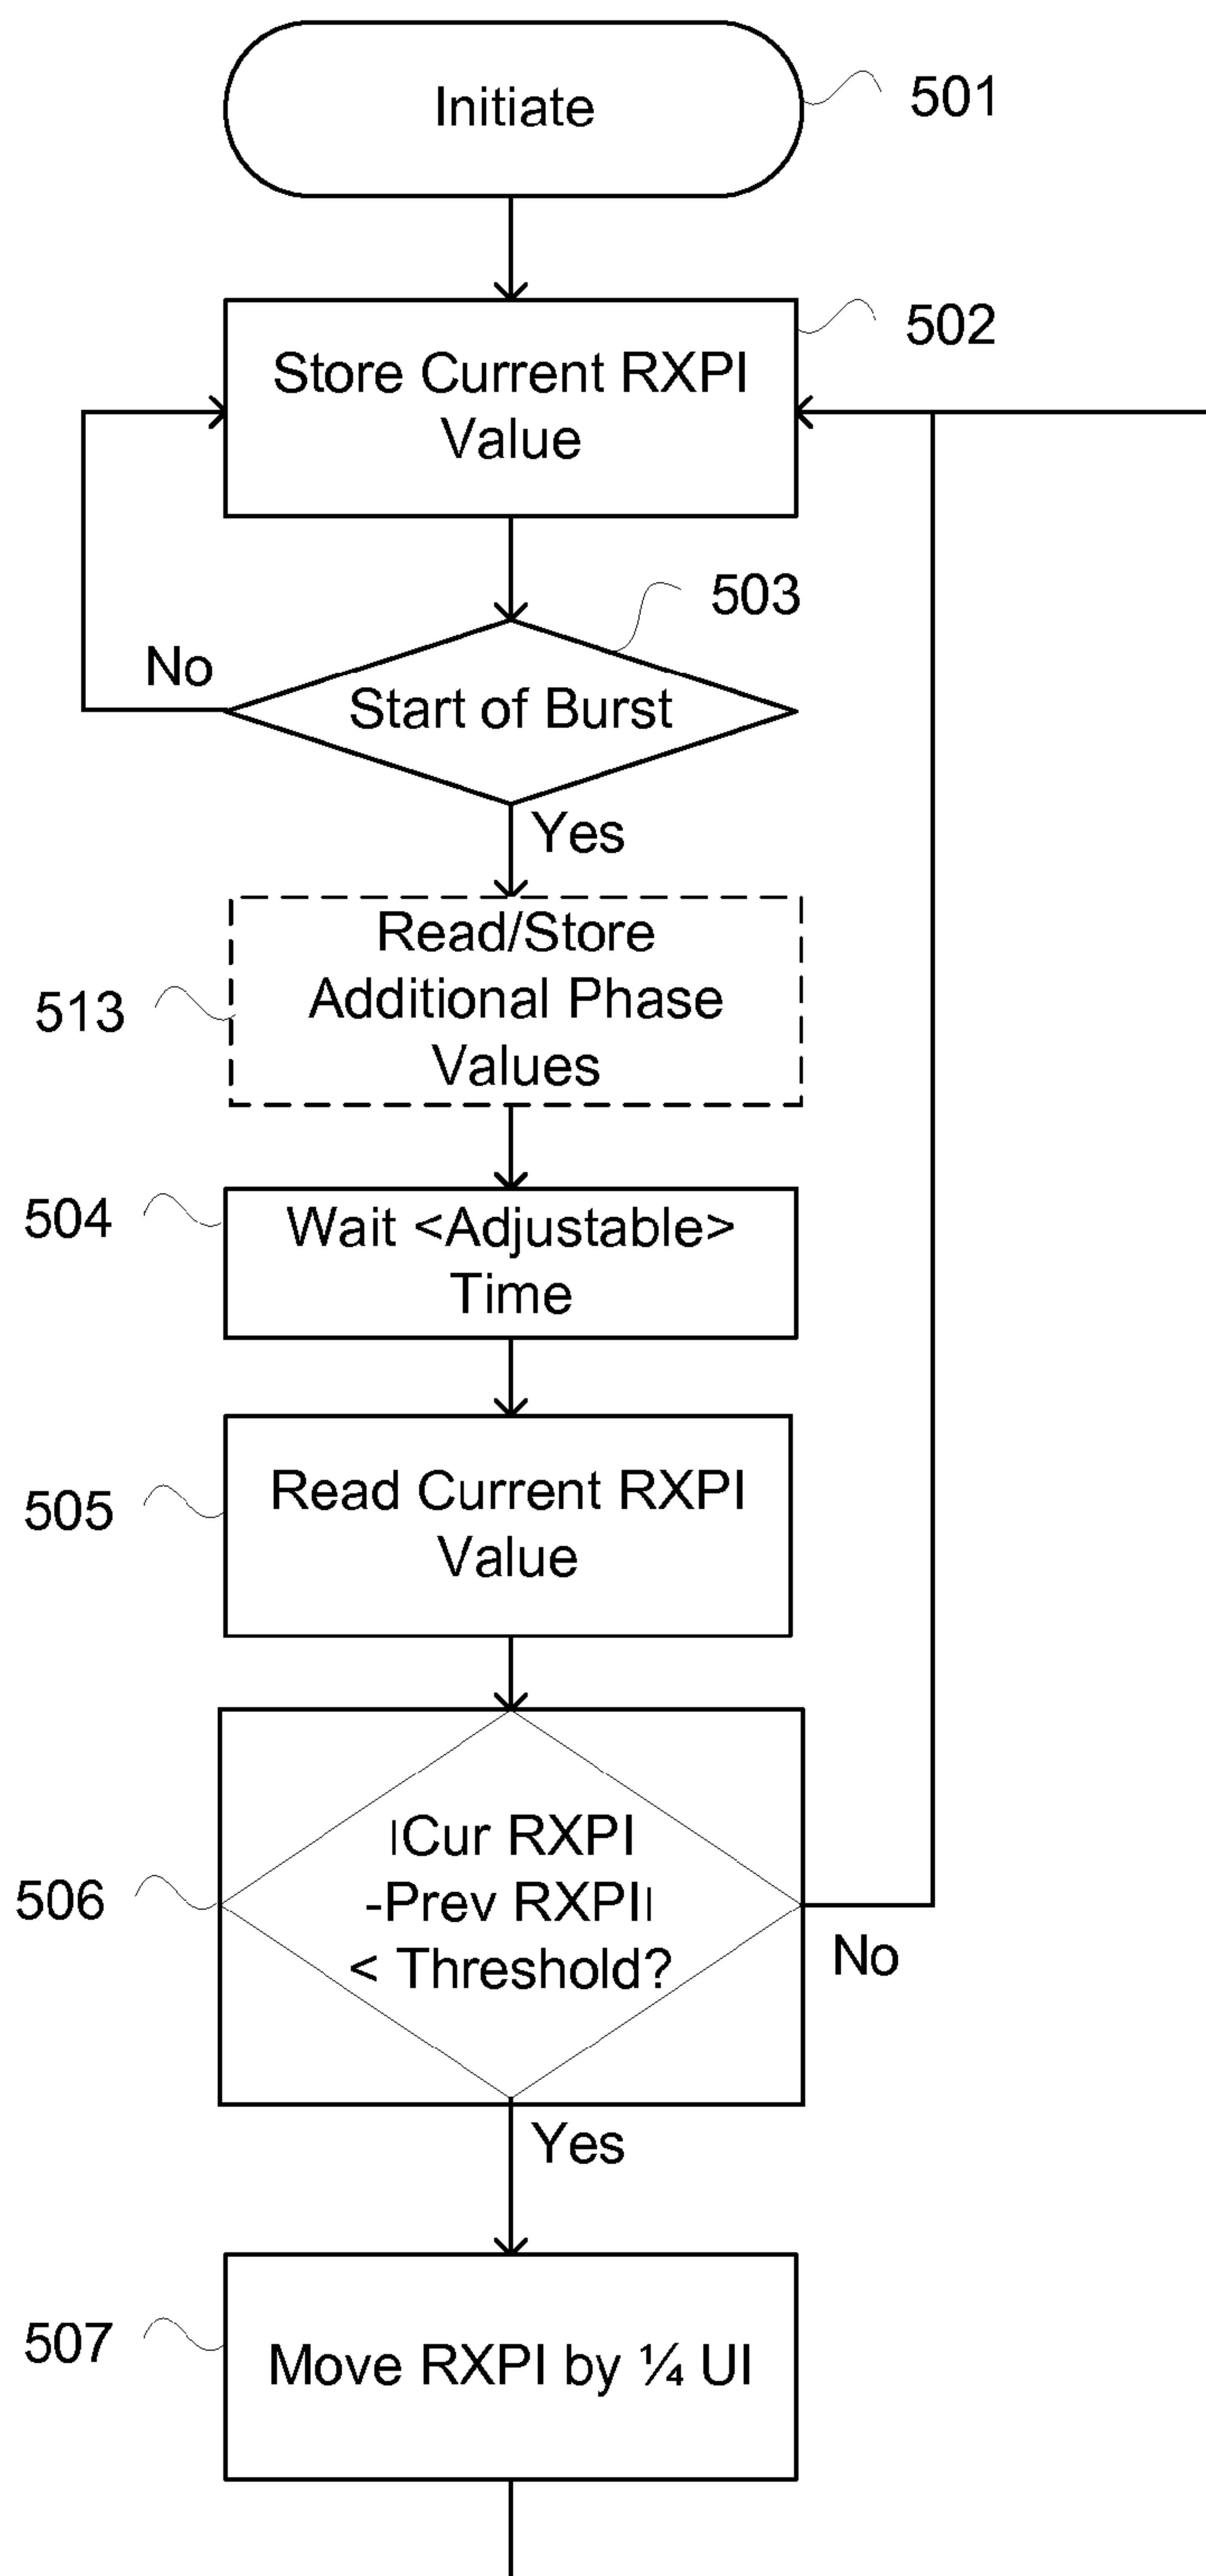 Initiate
501
Store Current RXPI
Value
502
503
No
Start of Burst
Yes
Read/Store
Additional Phase
Values
513
504
Wait <Adjustable>
Time
505
Read Current RXPI
Value
506
|Cur RXPI
-Prev RXPI|
< Threshold?
No
Yes
507
Move RXPI by ¼ UI